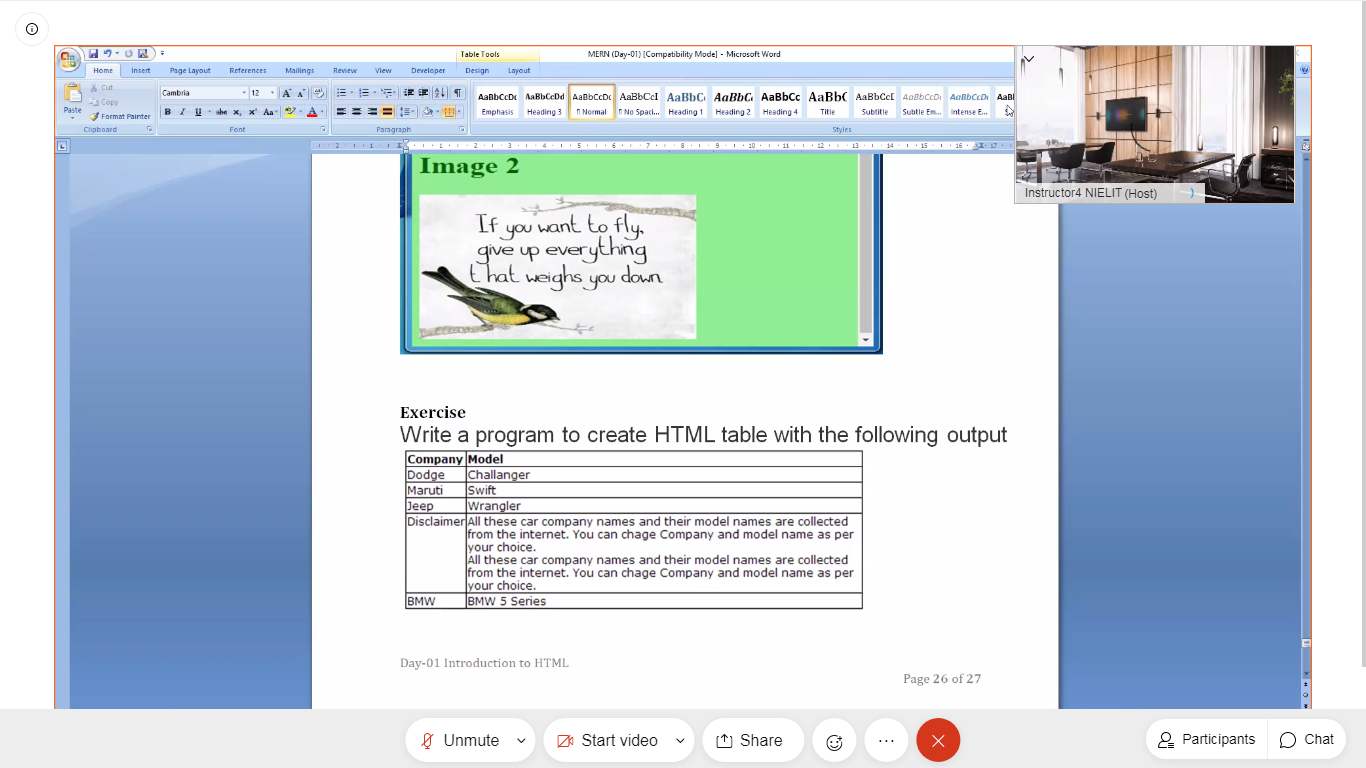 Table Tools
MERN (Day-01) [Compatibility Mode] - Microsoft Word
Home Insert Page Layout References Mailings Review View Developer Design Layout
Paste
Cut
Copy
Format Painter
Clipboard
Cambria 12
Font
Paragraph
AaBbCcDc AaBbCcDd AaBbCcDc AaBbCcI AaBbC AaBbC AaBbCc AaBbC AaBbCcI AaBbCcDc AaBbCcDc AaBb
Emphasis Heading 3 ¶ Normal ¶ No Spaci... Heading 1 Heading 2 Heading 4 Title Subtitle Subtle Em... Intense E...
Styles
Instructor4 NIELIT (Host)
Image 2
If you want to fly,
give up everything
that weighs you down
Exercise
Write a program to create HTML table with the following output
Company Model
Dodge Challanger
Maruti Swift
Jeep Wrangler
Disclaimer All these car company names and their model names are collected
from the internet. You can chage Company and model name as per
your choice.
All these car company names and their model names are collected
from the internet. You can chage Company and model name as per
your choice.
BMW BMW 5 Series
Day-01 Introduction to HTML
Page 26 of 27
Unmute Start video Share Participants Chat